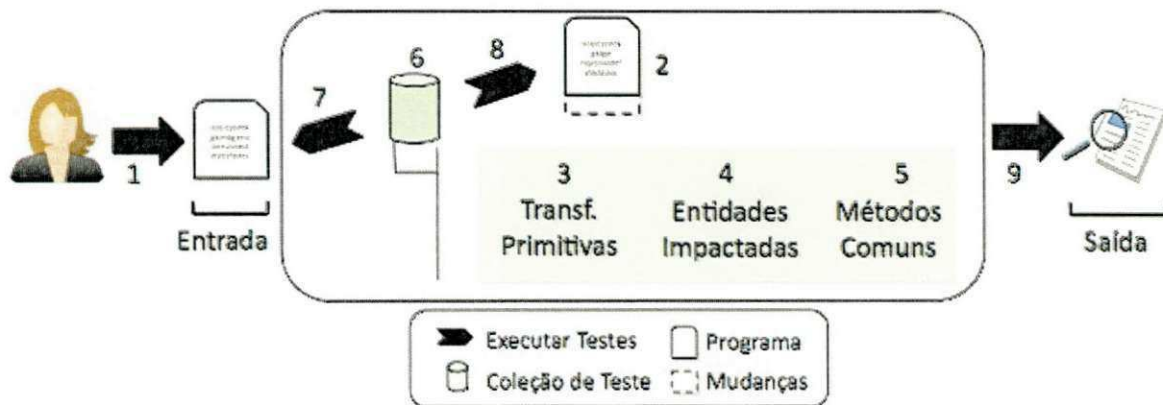 6
8
2
7
1
9
3
4
5
Transf.
Primitivas
Entidades
Impactadas
Métodos
Comuns
Entrada
Saída
Executar Testes
Programa
Coleção de Teste
Mudanças